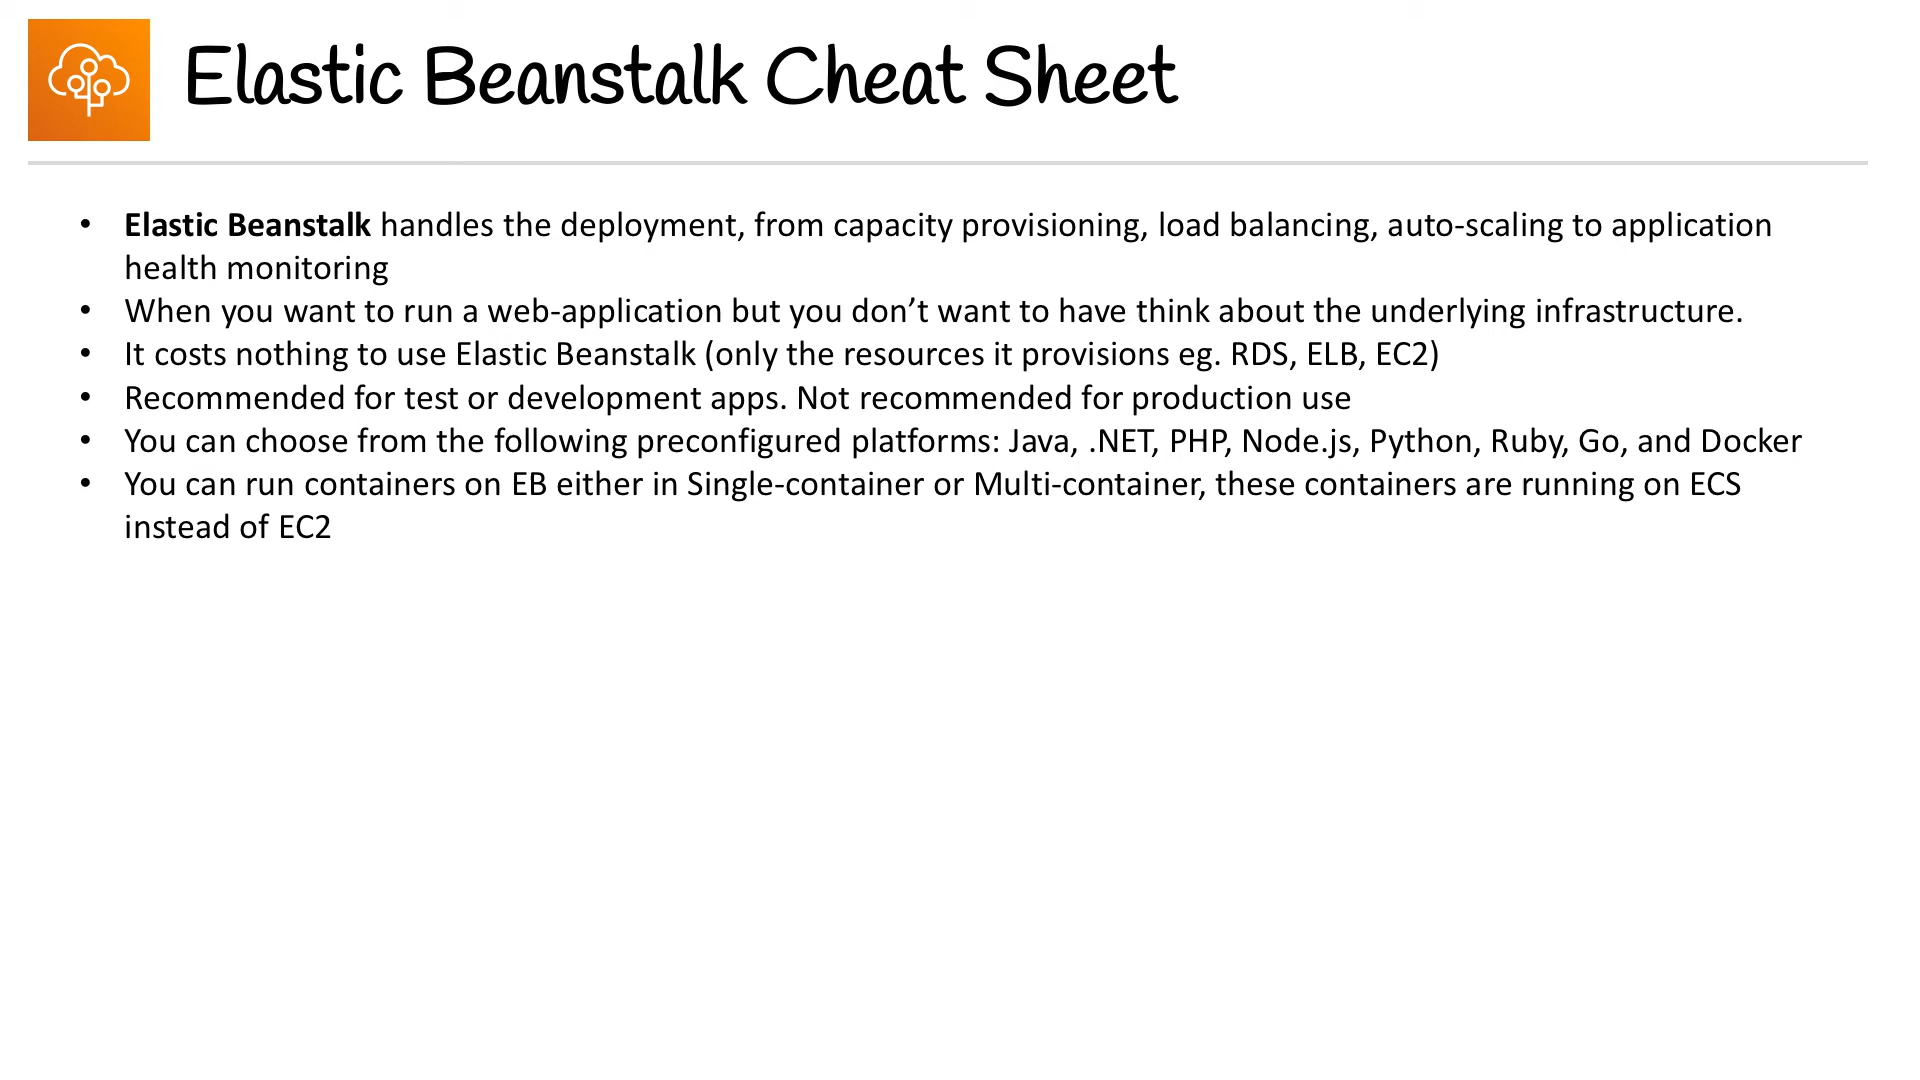 Elastic Beanstalk Cheat Sheet
• Elastic Beanstalk handles the deployment, from capacity provisioning, load balancing, auto-scaling to application
health monitoring
• When you want to run a web-application but you don’t want to have think about the underlying infrastructure.
• It costs nothing to use Elastic Beanstalk (only the resources it provisions eg. RDS, ELB, EC2)
• Recommended for test or development apps. Not recommended for production use
• You can choose from the following preconfigured platforms: Java, .NET, PHP, Node.js, Python, Ruby, Go, and Docker
• You can run containers on EB either in Single-container or Multi-container, these containers are running on ECS
instead of EC2